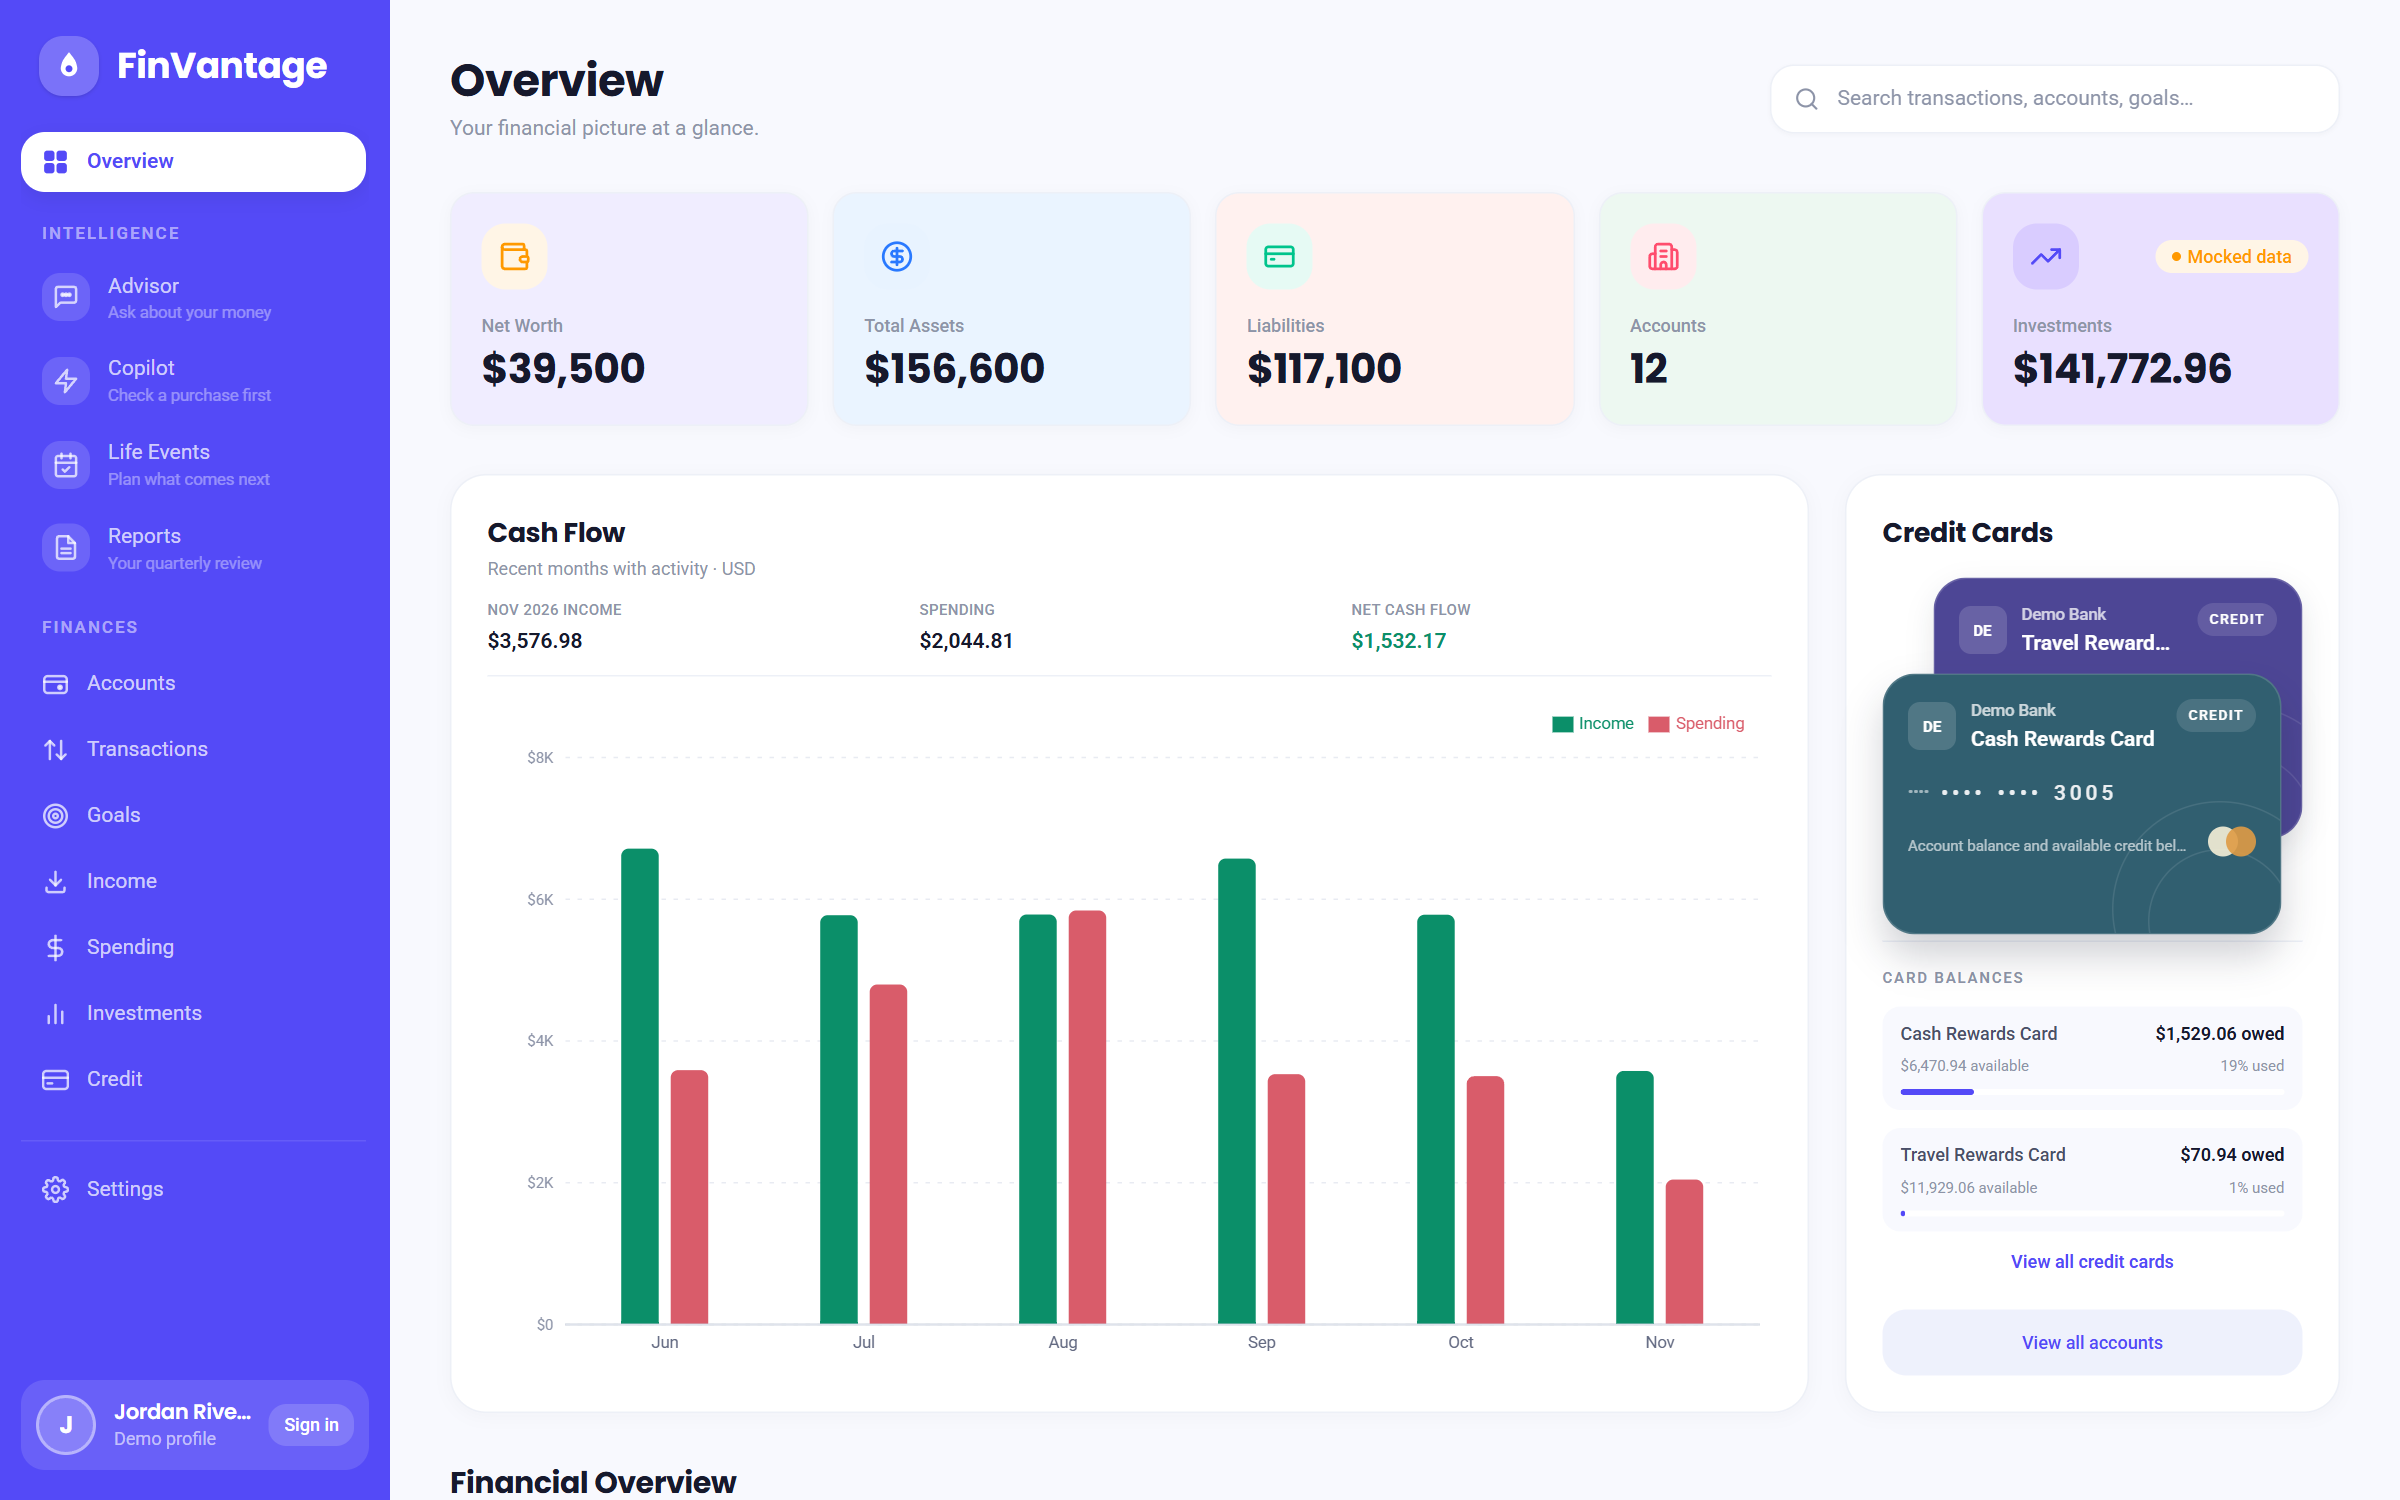 FinVantage
Overview
INTELLIGENCE
Advisor
Ask about your money
Copilot
Check a purchase first
Life Events
Plan what comes next
Reports
Your quarterly review
FINANCES
Accounts
Transactions
Goals
Income
Spending
Investments
Credit
Settings
J
Jordan Rive...
Demo profile
Sign in
Overview
Your financial picture at a glance.
Search transactions, accounts, goals...
Net Worth
$39,500
Total Assets
$156,600
Liabilities
$117,100
Accounts
12
Mocked data
Investments
$141,772.96
Cash Flow
Recent months with activity · USD
NOV 2026 INCOME
$3,576.98
SPENDING
$2,044.81
NET CASH FLOW
$1,532.17
Income Spending
$8K
$6K
$4K
$2K
$0
Jun Jul Aug Sep Oct Nov
Credit Cards
DE
Demo Bank
Travel Reward...
CREDIT
DE
Demo Bank
Cash Rewards Card
CREDIT
•••• •••• •••• 3005
Account balance and available credit bel...
CARD BALANCES
Cash Rewards Card $1,529.06 owed
$6,470.94 available 19% used
Travel Rewards Card $70.94 owed
$11,929.06 available 1% used
View all credit cards
View all accounts
Financial Overview